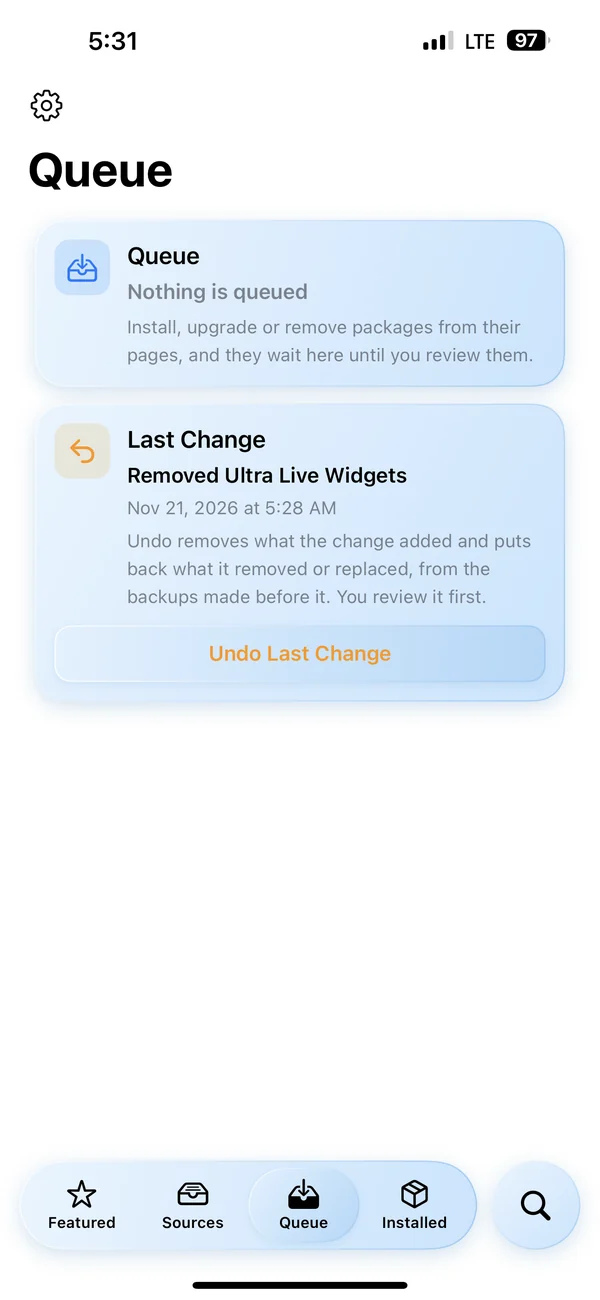 5:31
LTE
97
Queue
Queue
Nothing is queued
Install, upgrade or remove packages from their
pages, and they wait here until you review them.
Last Change
Removed Ultra Live Widgets
Nov 21, 2026 at 5:28 AM
Undo removes what the change added and puts
back what it removed or replaced, from the
backups made before it. You review it first.
Undo Last Change
Featured
Sources
Queue
Installed